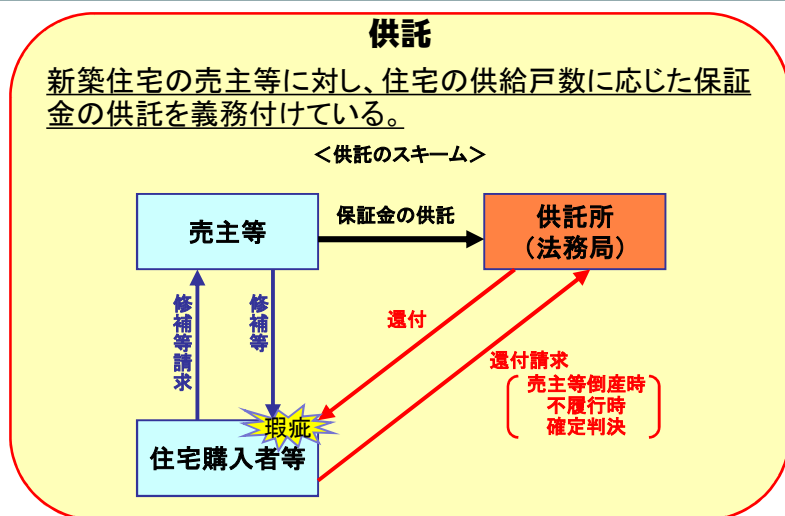 供託
新築住宅の売主等に対し、住宅の供給戸数に応じた保証
金の供託を義務付けている。
＜供託のスキーム＞
売主等
保証金の供託
供託所
（法務局）
修補等請求
修補等
還付
還付請求
売主等倒産時
不履行時
確定判決
瑕疵
住宅購入者等